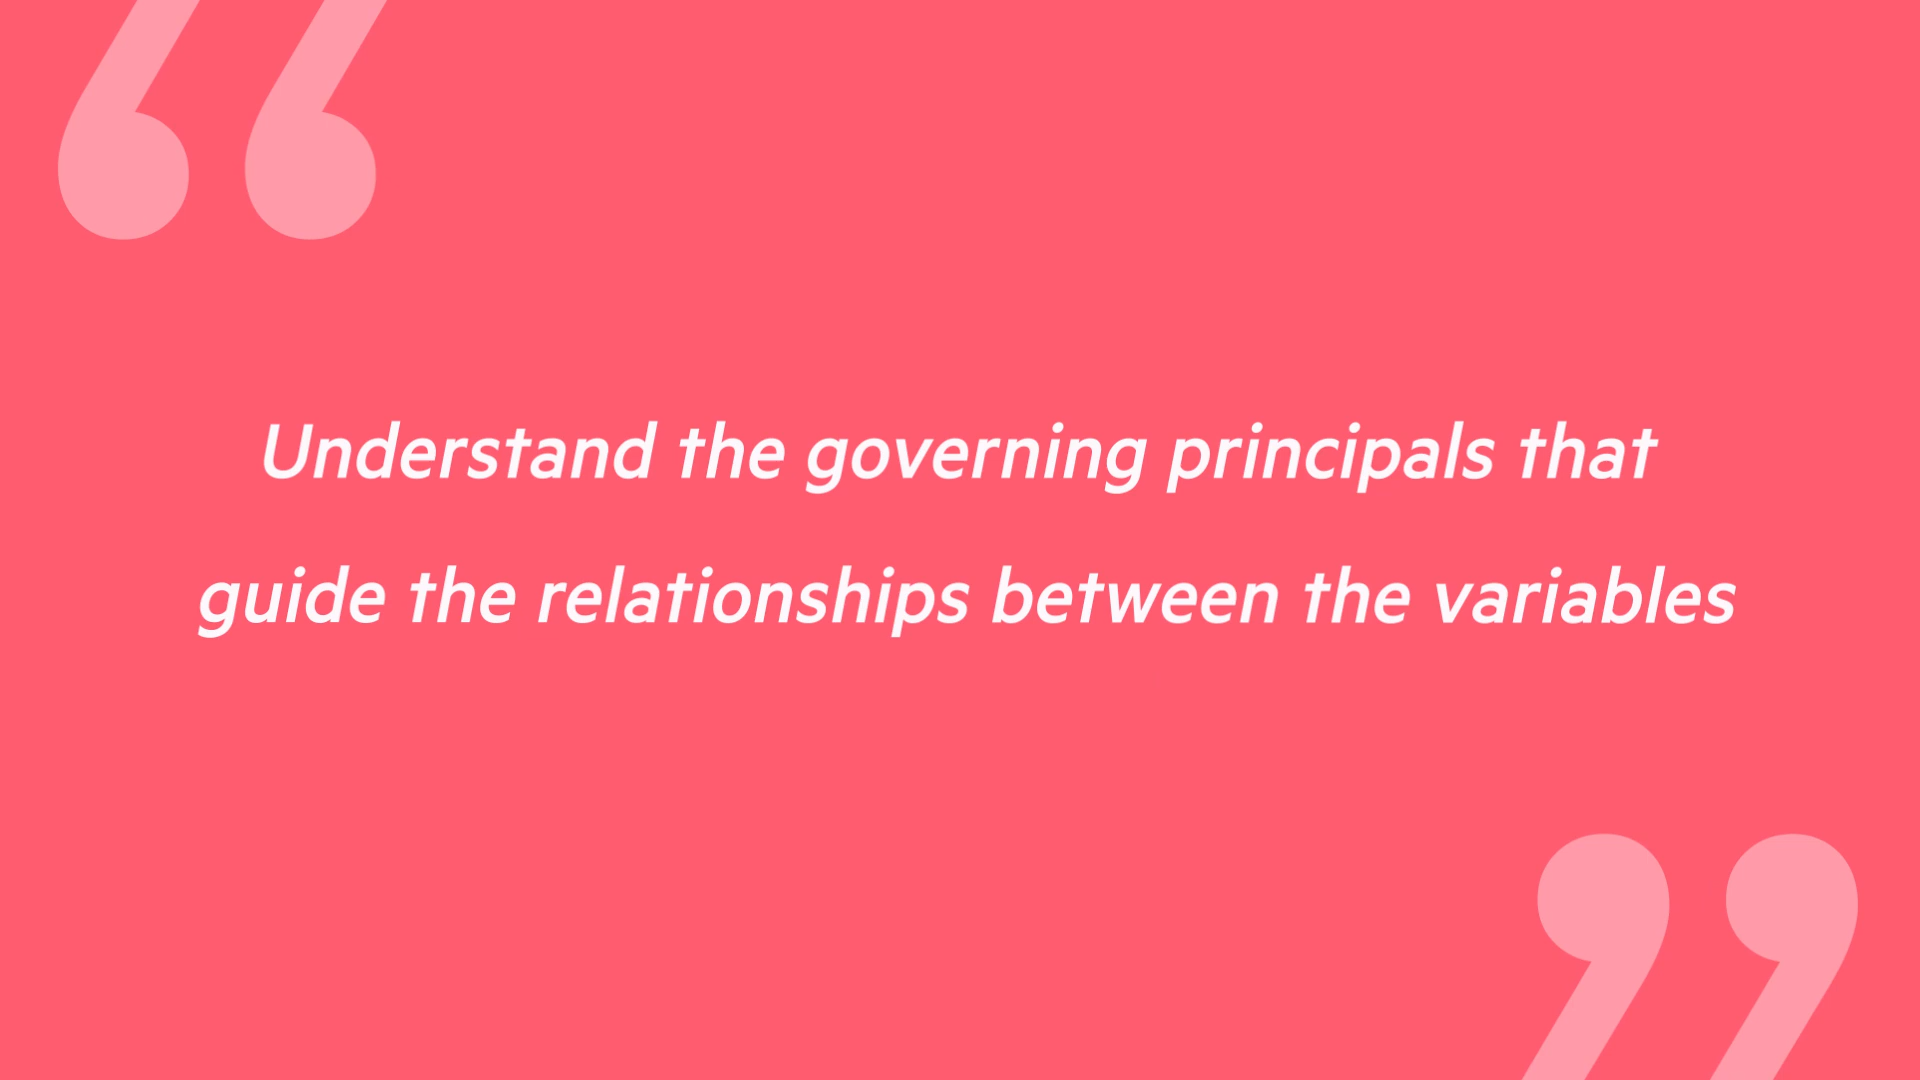 Understand the governing principals that
guide the relationships between the variables